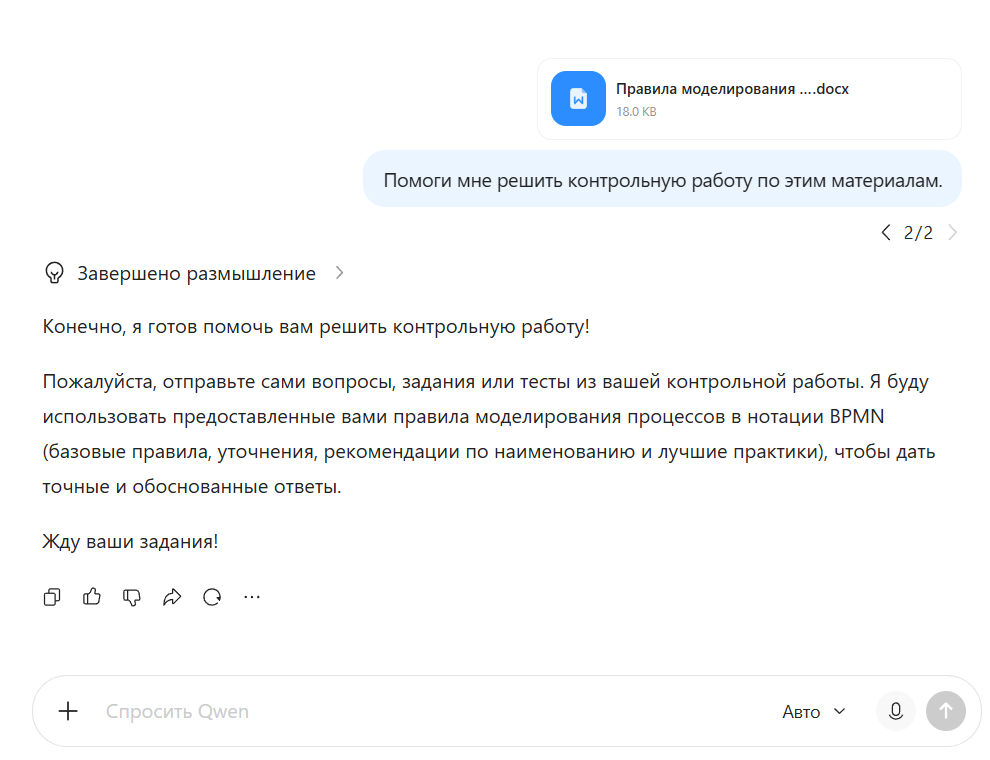 Правила моделирования ....docx
18.0 KB
Помоги мне решить контрольную работу по этим материалам.
2/2
Завершено размышление
Конечно, я готов помочь вам решить контрольную работу!
Пожалуйста, отправьте сами вопросы, задания или тесты из вашей контрольной работы. Я буду
использовать предоставленные вами правила моделирования процессов в нотации BPMN
(базовые правила, уточнения, рекомендации по наименованию и лучшие практики), чтобы дать
точные и обоснованные ответы.
Жду ваши задания!
Спросить Qwen
Авто